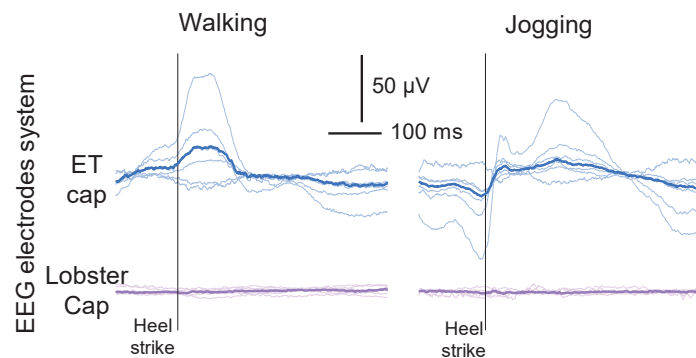 Walking
Jogging
50 µV
100 ms
EEG electrodes system
ET
cap
Lobster
Cap
Heel
strike
Heel
strike